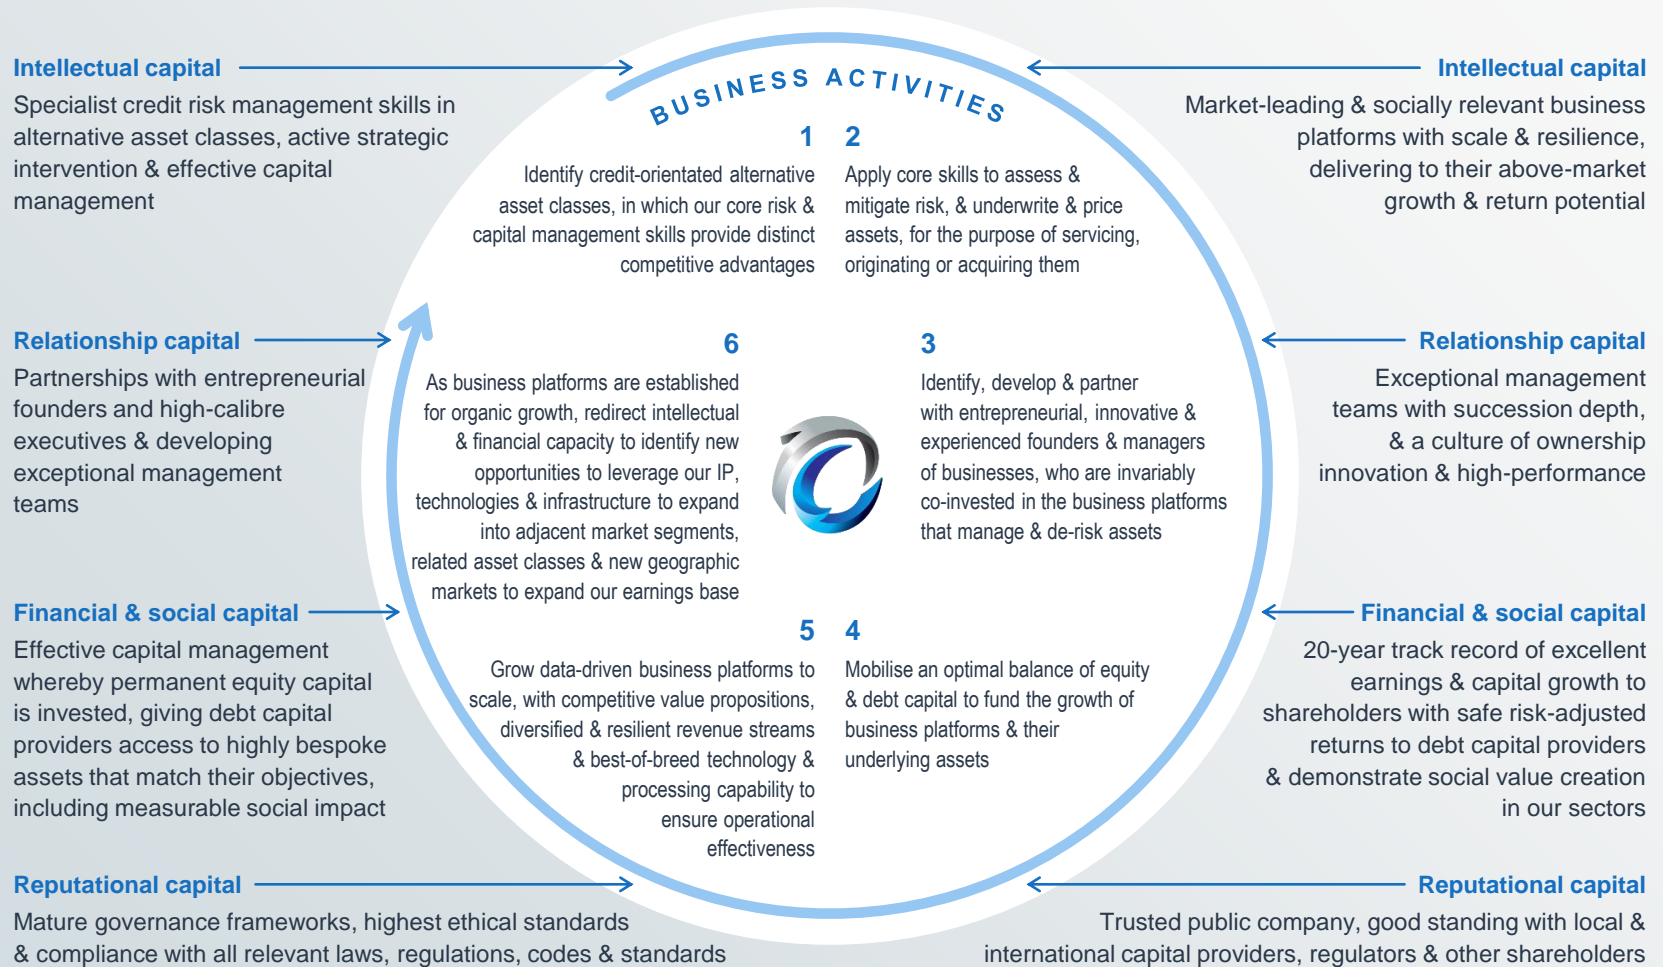 Intellectual capital
Specialist credit risk management skills in
alternative asset classes, active strategic
intervention & effective capital
management
Relationship capital
Partnerships with entrepreneurial
founders and high-calibre
executives & developing
exceptional management
teams
Financial & social capital
Effective capital management
whereby permanent equity capital
is invested, giving debt capital
providers access to highly bespoke
assets that match their objectives,
including measurable social impact
Reputational capital
Mature governance frameworks, highest ethical standards
& compliance with all relevant laws, regulations, codes & standards
BUSINESS ACTIVITIES
1
Identify credit-orientated alternative
asset classes, in which our core risk &
capital management skills provide distinct
competitive advantages
2
Apply core skills to assess &
mitigate risk, & underwrite & price
assets, for the purpose of servicing,
originating or acquiring them
3
Identify, develop & partner
with entrepreneurial, innovative &
experienced founders & managers
of businesses, who are invariably
co-invested in the business platforms
that manage & de-risk assets
4
Mobilise an optimal balance of equity
& debt capital to fund the growth of
business platforms & their
underlying assets
5
Grow data-driven business platforms to
scale, with competitive value propositions,
diversified & resilient revenue streams
& best-of-breed technology &
processing capability to
ensure operational
effectiveness
6
As business platforms are established
for organic growth, redirect intellectual
& financial capacity to identify new
opportunities to leverage our IP,
technologies & infrastructure to expand
into adjacent market segments,
related asset classes & new geographic
markets to expand our earnings base
Intellectual capital
Market-leading & socially relevant business
platforms with scale & resilience,
delivering to their above-market
growth & return potential
Relationship capital
Exceptional management
teams with succession depth,
& a culture of ownership
innovation & high-performance
Financial & social capital
20-year track record of excellent
earnings & capital growth to
shareholders with safe risk-adjusted
returns to debt capital providers
& demonstrate social value creation
in our sectors
Reputational capital
Trusted public company, good standing with local &
international capital providers, regulators & other shareholders